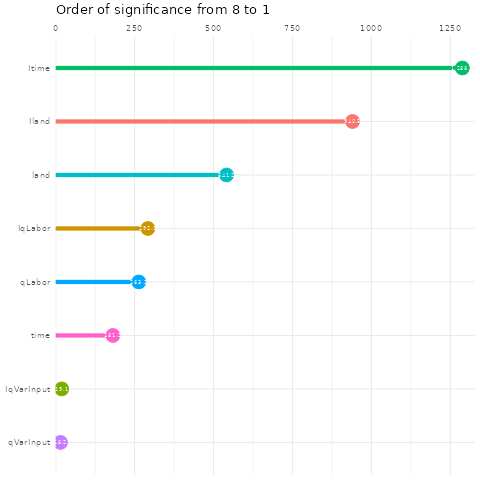 Order of significance from 8 to 1
0 250 500 750 1000 1250
ltime
lland
land
lqLabor
qLabor
time
lqVarInput
qVarInput